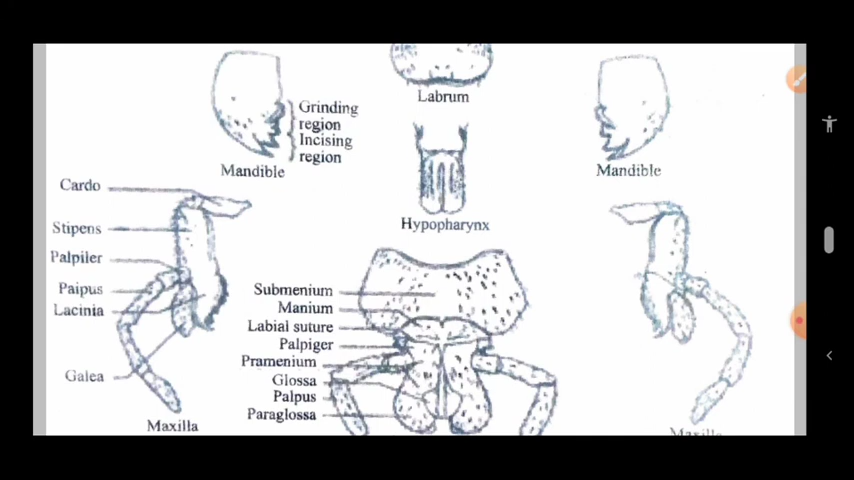 Labrum
Grinding
region
Incising
region
Mandible
Mandible
Hypopharynx
Cardo
Stipens
Palpiler
Paipus
Lacinia
Galea
Maxilla
Submenium
Manium
Labial suture
Palpiger
Pramenium
Glossa
Palpus
Paraglossa
Maxilla